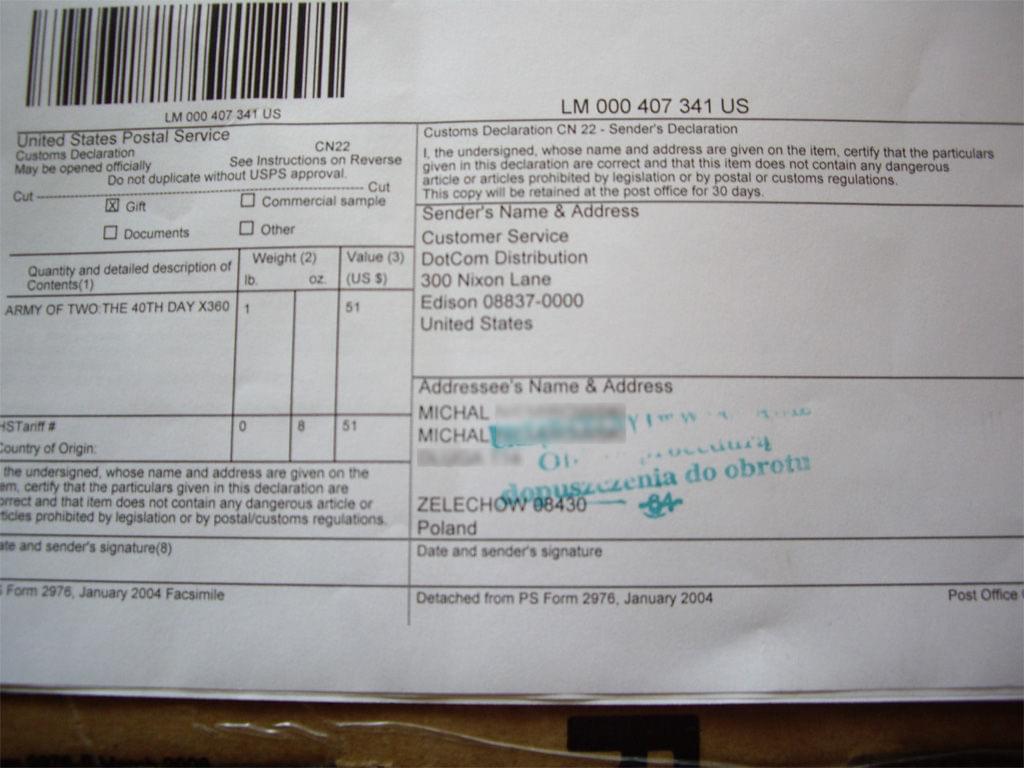 LM 000 407 341 US
United States Postal Service
Customs Declaration
May be opened officially
CN22
See Instructions on Reverse
Do not duplicate without USPS approval.
Cut Cut
X Gift
Commercial sample
Documents
Other
Quantity and detailed description of
Contents(1)
Weight (2)
lb. oz.
Value (3)
(US $)
ARMY OF TWO:THE 40TH DAY X360 1 51
HSTariff #
Country of Origin:
0 8 51
the undersigned, whose name and address are given on the
em, certify that the particulars given in this declaration are
orrect and that item does not contain any dangerous article or
ticles prohibited by legislation or by postal/customs regulations.
ate and sender's signature(8)
Form 2976, January 2004 Facsimile
LM 000 407 341 US
Customs Declaration CN 22 - Sender's Declaration
I, the undersigned, whose name and address are given on the item, certify that the particulars
given in this declaration are correct and that this item does not contain any dangerous
article or articles prohibited by legislation or by postal or customs regulations.
This copy will be retained at the post office for 30 days.
Sender's Name & Address
Customer Service
DotCom Distribution
300 Nixon Lane
Edison 08837-0000
United States
Addressee's Name & Address
MICHAL
MICHAL
dopuszczenia do obrotu
84
ZELECHOW 08430
Poland
Date and sender's signature
Detached from PS Form 2976, January 2004
Post Office